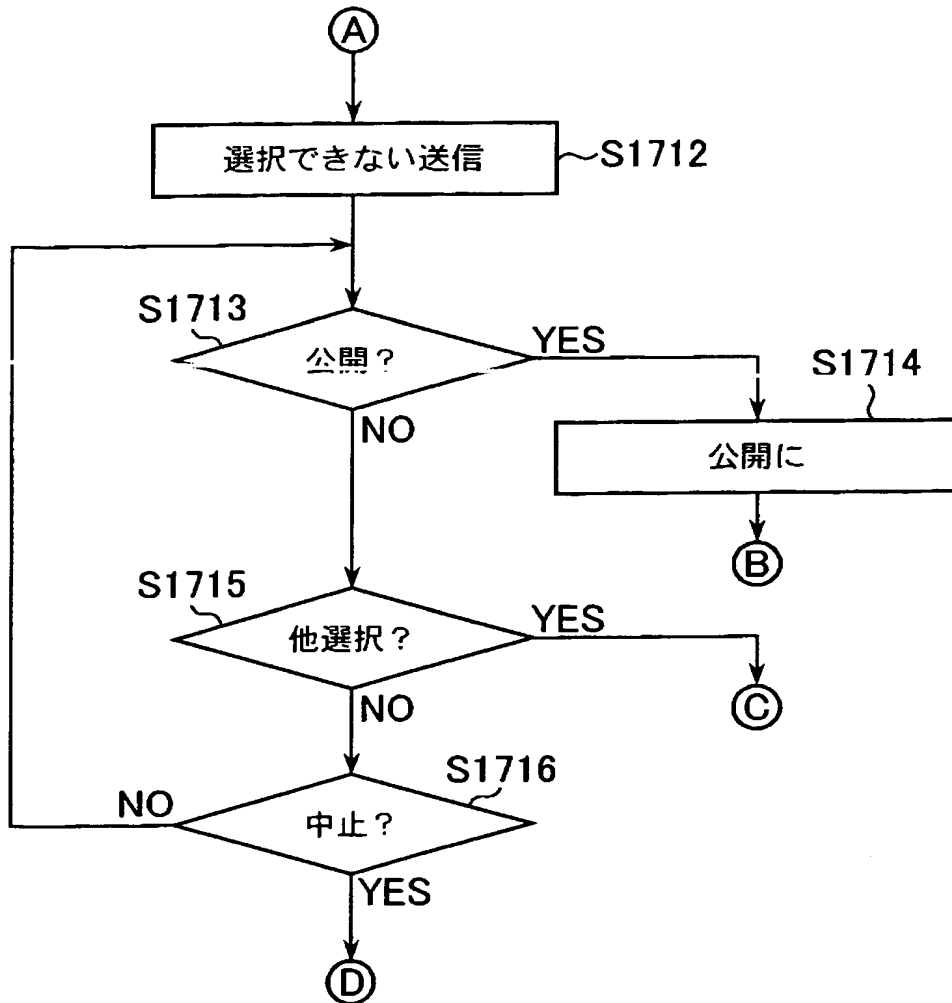 A
選択できない送信
S1712
S1713
公開?
YES
NO
S1714
公開に
B
S1715
他選択?
YES
NO
C
S1716
中止?
NO
YES
D